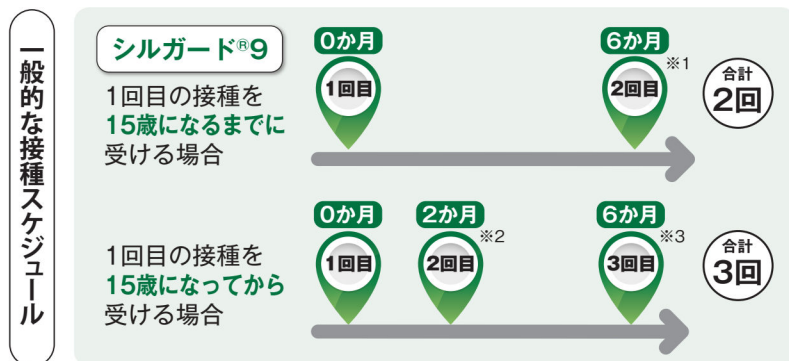 一般的な接種スケジュール
シルガード®9
1回目の接種を
15歳になるまでに
受ける場合
0か月
1回目
6か月
※1
2回目
合計
2回
1回目の接種を
15歳になってから
受ける場合
0か月
1回目
2か月
※2
2回目
6か月
※3
3回目
合計
3回